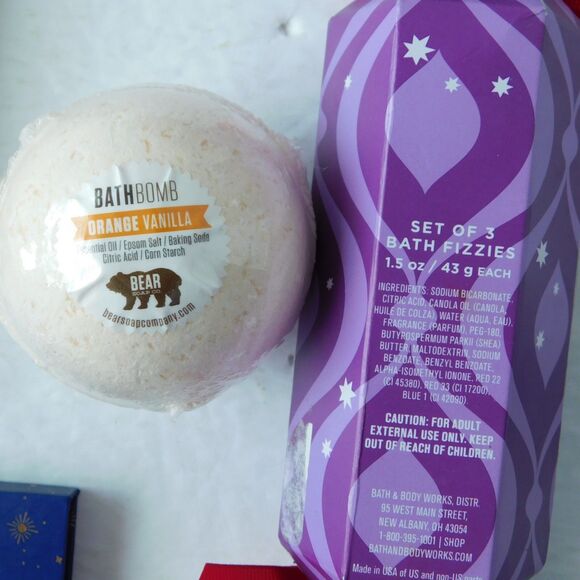 BATHBOMB
ORANGE VANILLA
Essential Oil / Epsom Salt / Baking Soda
Citric Acid / Corn Starch
BEAR
SOAP CO.
bearsoapcompany.com
SET OF 3
BATH FIZZIES
1.5 oz / 43 g EACH
INGREDIENTS: SODIUM BICARBONATE,
CITRIC ACID, CANOLA OIL (CANOLA,
HUILE DE COLZA), WATER (AQUA, EAU),
FRAGRANCE (PARFUM), PEG-180,
BUTYROSPERMUM PARKII (SHEA)
BUTTER, MALTODEXTRIN, SODIUM
BENZOATE, BENZYL BENZOATE,
ALPHA-ISOMETHYL IONONE, RED 22
(CI 45380), RED 33 (CI 17200),
BLUE 1 (CI 42090).
CAUTION: FOR ADULT
EXTERNAL USE ONLY. KEEP
OUT OF REACH OF CHILDREN.
BATH & BODY WORKS, DISTR.
95 WEST MAIN STREET,
NEW ALBANY, OH 43054
1-800-395-1001 | SHOP
BATHANDBODYWORKS.COM
Made in USA of US and non-US parts